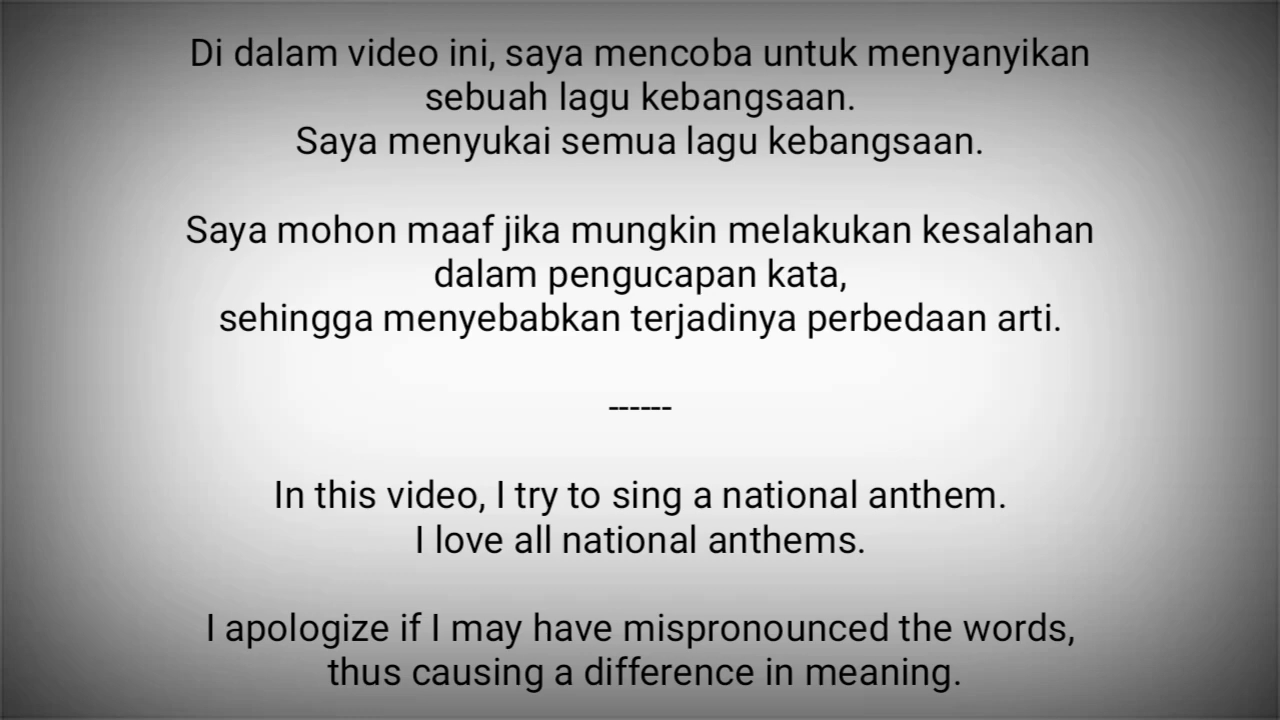 Di dalam video ini, saya mencoba untuk menyanyikan
sebuah lagu kebangsaan.
Saya menyukai semua lagu kebangsaan.
Saya mohon maaf jika mungkin melakukan kesalahan
dalam pengucapan kata,
sehingga menyebabkan terjadinya perbedaan arti.
------
In this video, I try to sing a national anthem.
I love all national anthems.
I apologize if I may have mispronounced the words,
thus causing a difference in meaning.